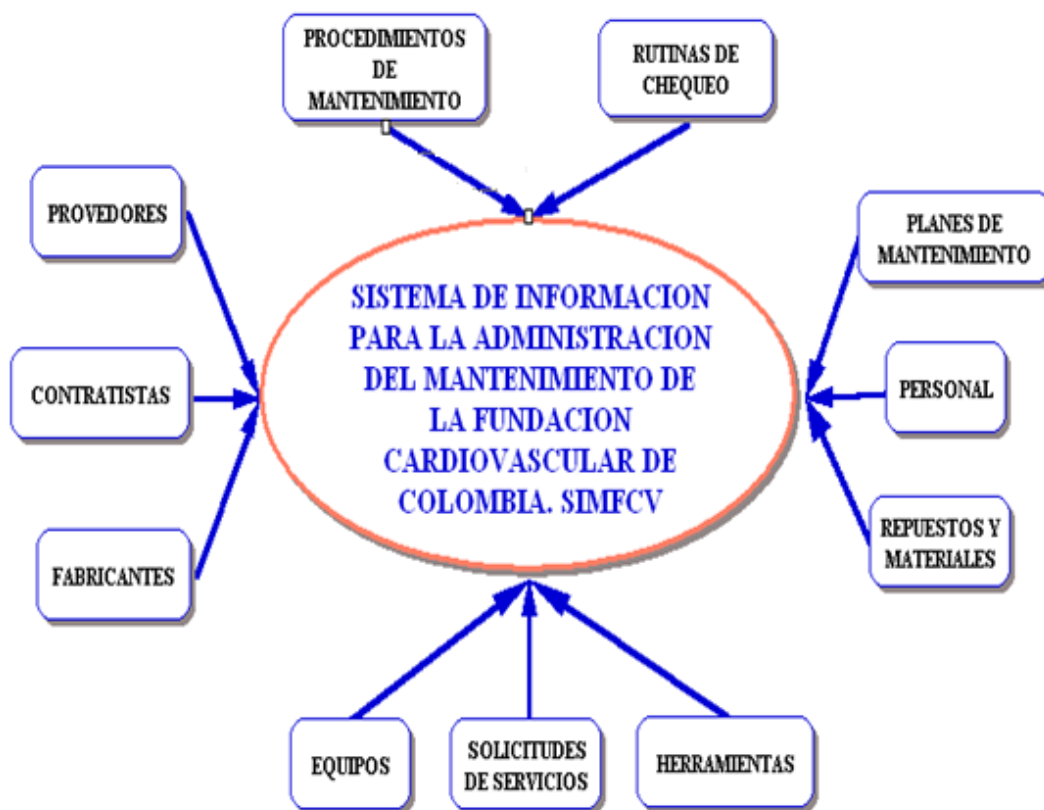 PROCEDIMIENTOS
DE
MANTENIMIENTO
RUTINAS DE
CHEQUEO
PROVEDORES
PLANES DE
MANTENIMIENTO
SISTEMA DE INFORMACION
PARA LA ADMINISTRACION
DEL MANTENIMIENTO DE
LA FUNDACION
CARDIOVASCULAR DE
COLOMBIA. SIMFCV
CONTRATISTAS
PERSONAL
FABRICANTES
REPUESTOS Y
MATERIALES
EQUIPOS
SOLICITUDES
DE SERVICIOS
HERRAMIENTAS